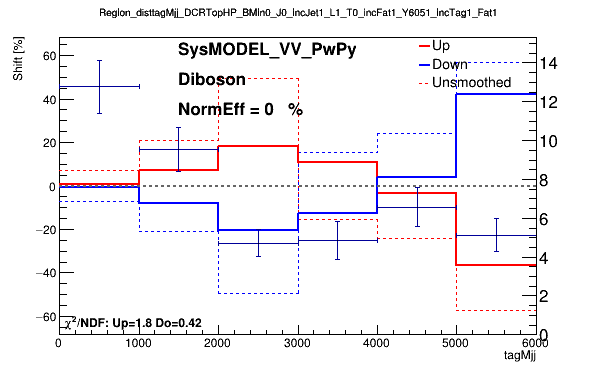 Region_disttagMjj_DCRTopHP_BMIn0_J0_IncJet1_L1_T0_IncFat1_Y6051_IncTag1_Fat1
Shift [%]
SysMODEL_VV_PwPy
Diboson
NormEff = 0 %
Up
Down
Unsmoothed
60
40
20
0
−20
−40
−60
14
12
10
8
6
4
2
0
χ²/NDF: Up=1.8 Do=0.42
0 1000 2000 3000 4000 5000 6000
tagMjj